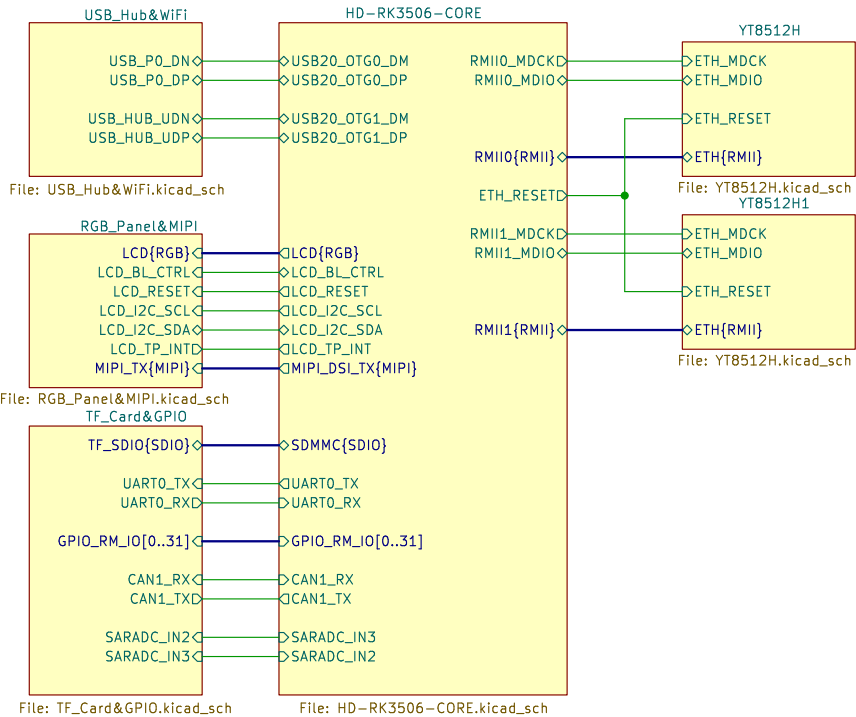 USB_Hub&WiFi
USB_P0_DN
USB_P0_DP
USB_HUB_UDN
USB_HUB_UDP
File: USB_Hub&WiFi.kicad_sch
RGB_Panel&MIPI
LCD{RGB}
LCD_BL_CTRL
LCD_RESET
LCD_I2C_SCL
LCD_I2C_SDA
LCD_TP_INT
MIPI_TX{MIPI}
File: RGB_Panel&MIPI.kicad_sch
TF_Card&GPIO
TF_SDIO{SDIO}
UART0_TX
UART0_RX
GPIO_RM_IO[0..31]
CAN1_RX
CAN1_TX
SARADC_IN2
SARADC_IN3
File: TF_Card&GPIO.kicad_sch
HD-RK3506-CORE
USB20_OTG0_DM
USB20_OTG0_DP
USB20_OTG1_DM
USB20_OTG1_DP
LCD{RGB}
LCD_BL_CTRL
LCD_RESET
LCD_I2C_SCL
LCD_I2C_SDA
LCD_TP_INT
MIPI_DSI_TX{MIPI}
SDMMC{SDIO}
UART0_TX
UART0_RX
GPIO_RM_IO[0..31]
CAN1_RX
CAN1_TX
SARADC_IN3
SARADC_IN2
RMII0_MDCK
RMII0_MDIO
RMII0{RMII}
ETH_RESET
RMII1_MDCK
RMII1_MDIO
RMII1{RMII}
File: HD-RK3506-CORE.kicad_sch
YT8512H
ETH_MDCK
ETH_MDIO
ETH_RESET
ETH{RMII}
File: YT8512H.kicad_sch
YT8512H1
ETH_MDCK
ETH_MDIO
ETH_RESET
ETH{RMII}
File: YT8512H.kicad_sch